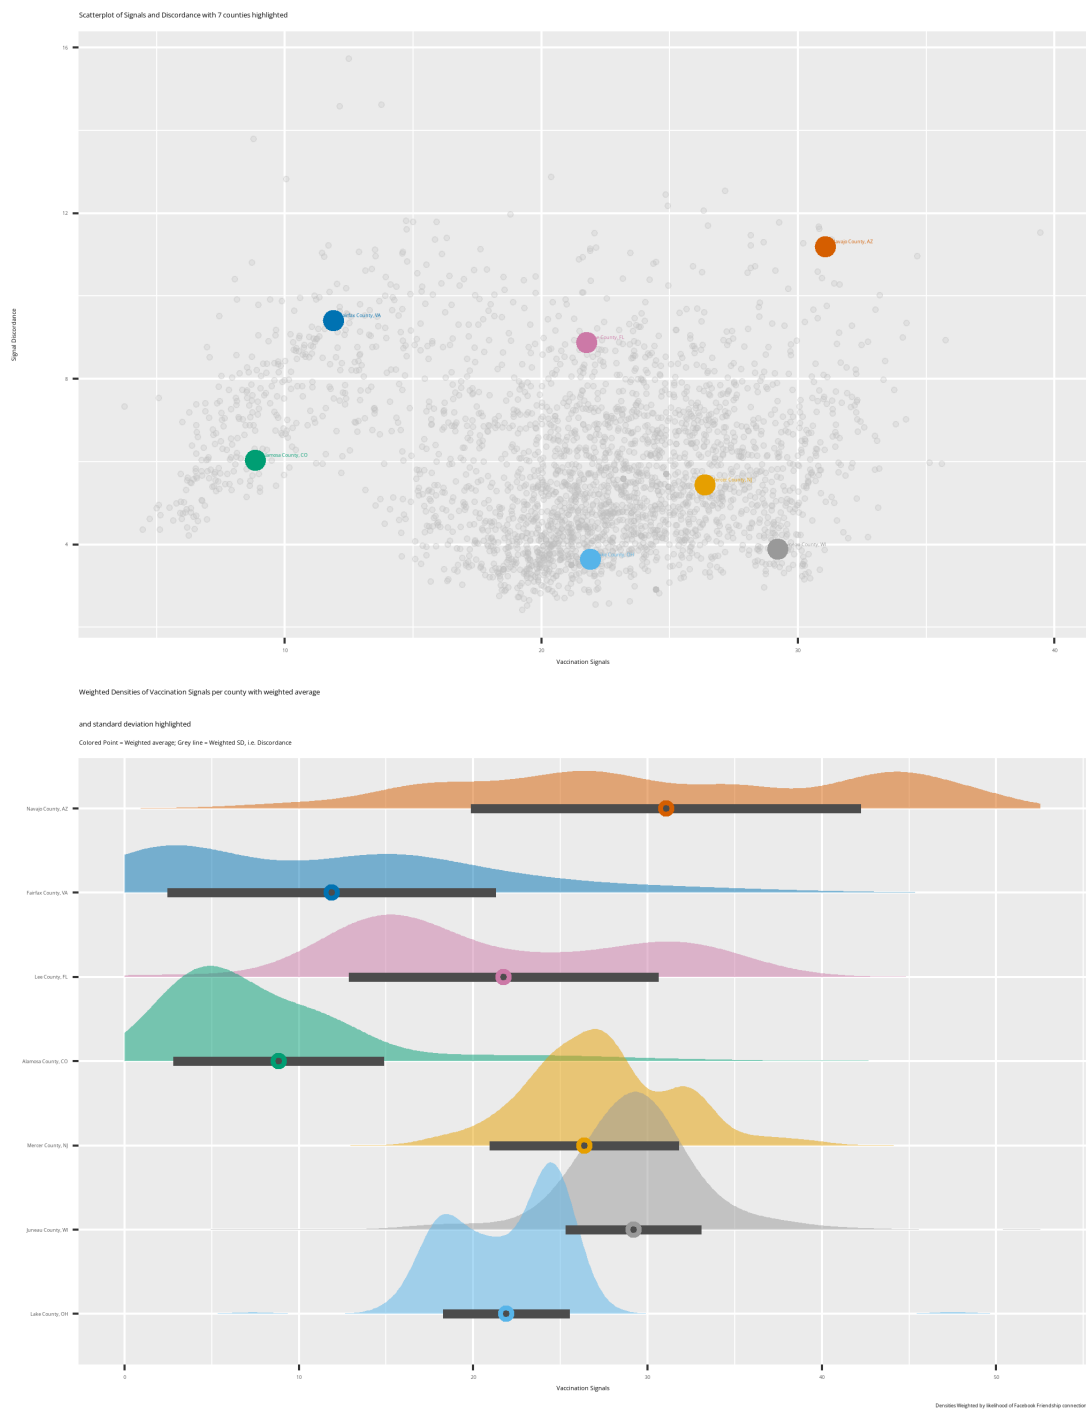 Scatterplot of Signals and Discordance with 7 counties highlighted
16
12
8
4
Signal Discordance
Navajo County, AZ
Fairfax County, VA
County, FL
Alamosa County, CO
County, WI
10
20
30
40
Vaccination Signals
Weighted Densities of Vaccination Signals per county with weighted average
and standard deviation highlighted
Colored Point = Weighted average; Grey line = Weighted SD, i.e. Discordance
Navajo County, AZ
Fairfax County, VA
Lee County, FL
Alamosa County, CO
Mercer County, NJ
Juneau County, WI
Lake County, OH
0
10
20
30
40
50
Vaccination Signals
Densities Weighted by likelihood of Facebook Friendship connection